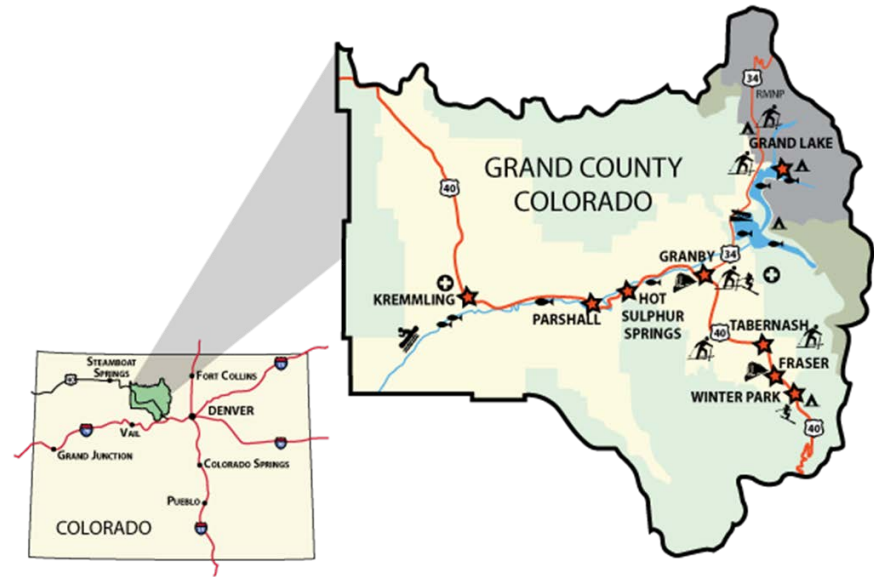 34
RMNP
GRAND LAKE
GRAND COUNTY
COLORADO
40
GRANBY
34
KREMMLING
PARSHALL
HOT
SULPHUR
SPRINGS
40
TABERNASH
FRASER
WINTER PARK
40
STEAMBOAT
SPRINGS
FORT COLLINS
DENVER
VAIL
GRAND JUNCTION
COLORADO SPRINGS
PUEBLO
COLORADO